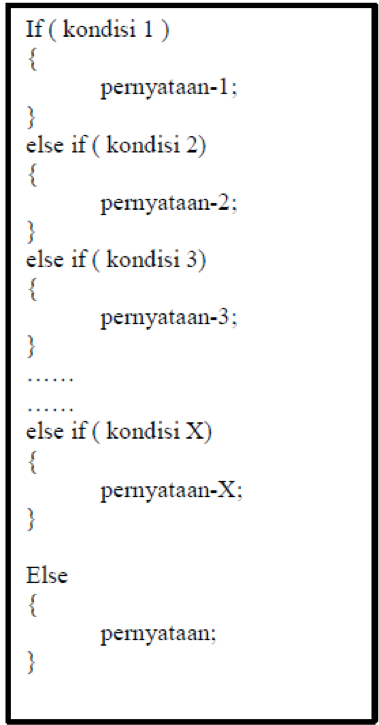 If ( kondisi 1 )
{
pernyataan-1;
}
else if ( kondisi 2)
{
pernyataan-2;
}
else if ( kondisi 3)
{
pernyataan-3;
}
……
……
else if ( kondisi X)
{
pernyataan-X;
}
Else
{
pernyataan;
}